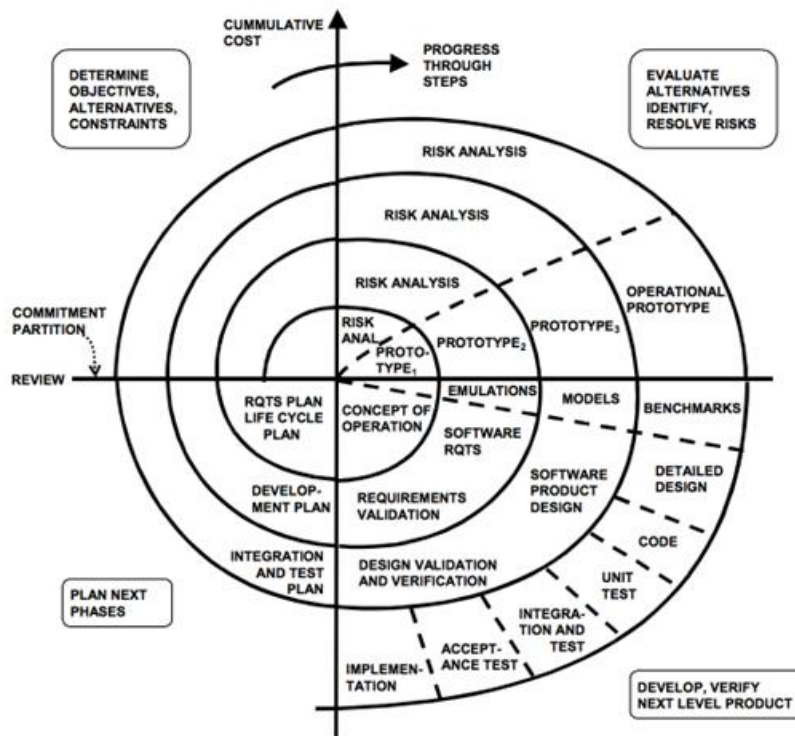 CUMMULATIVE
COST
PROGRESS
THROUGH
STEPS
DETERMINE
OBJECTIVES,
ALTERNATIVES,
CONSTRAINTS
EVALUATE
ALTERNATIVES
IDENTIFY,
RESOLVE RISKS
RISK ANALYSIS
RISK ANALYSIS
RISK ANALYSIS
RISK
ANAL.
COMMITMENT
PARTITION
REVIEW
PROTO-
TYPE1
PROTOTYPE2
PROTOTYPE3
OPERATIONAL
PROTOTYPE
EMULATIONS
MODELS
BENCHMARKS
RQTS PLAN
LIFE CYCLE
PLAN
CONCEPT OF
OPERATION
SOFTWARE
RQTS
SOFTWARE
PRODUCT
DESIGN
DETAILED
DESIGN
DEVELOP-
MENT PLAN
REQUIREMENTS
VALIDATION
CODE
INTEGRATION
AND TEST
PLAN
DESIGN VALIDATION
AND VERIFICATION
UNIT
TEST
PLAN NEXT
PHASES
INTEGRA-
TION AND
TEST
ACCEPT-
ANCE TEST
IMPLEMEN-
TATION
DEVELOP, VERIFY
NEXT LEVEL PRODUCT